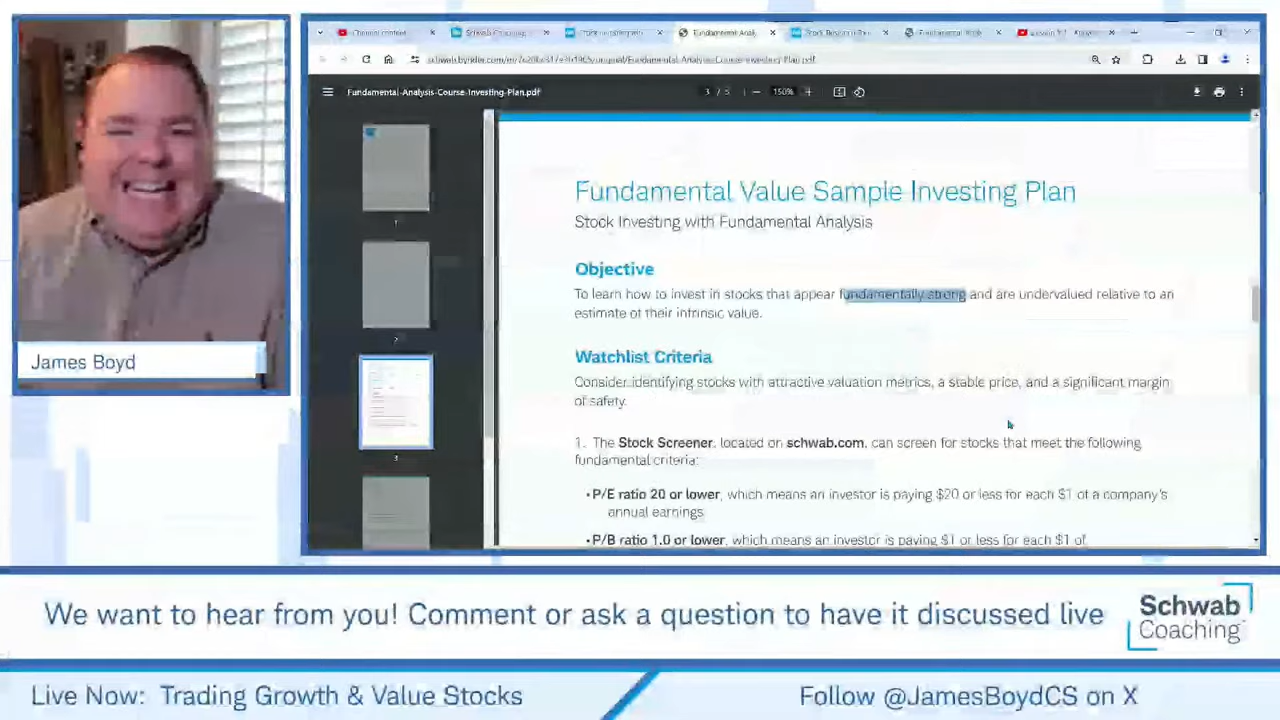 Fundamental-Analysis-Course-Investing-Plan.pdf
3 / 5
150%
1
2
3
Fundamental Value Sample Investing Plan
Stock Investing with Fundamental Analysis
Objective
To learn how to invest in stocks that appear fundamentally strong and are undervalued relative to an
estimate of their intrinsic value.
Watchlist Criteria
Consider identifying stocks with attractive valuation metrics, a stable price, and a significant margin
of safety.
1. The Stock Screener, located on schwab.com, can screen for stocks that meet the following
fundamental criteria:
• P/E ratio 20 or lower, which means an investor is paying $20 or less for each $1 of a company's
annual earnings
• P/B ratio 1.0 or lower, which means an investor is paying $1 or less for each $1 of
James Boyd
We want to hear from you! Comment or ask a question to have it discussed live
Schwab
Coaching
Live Now: Trading Growth & Value Stocks
Follow @JamesBoydCS on X